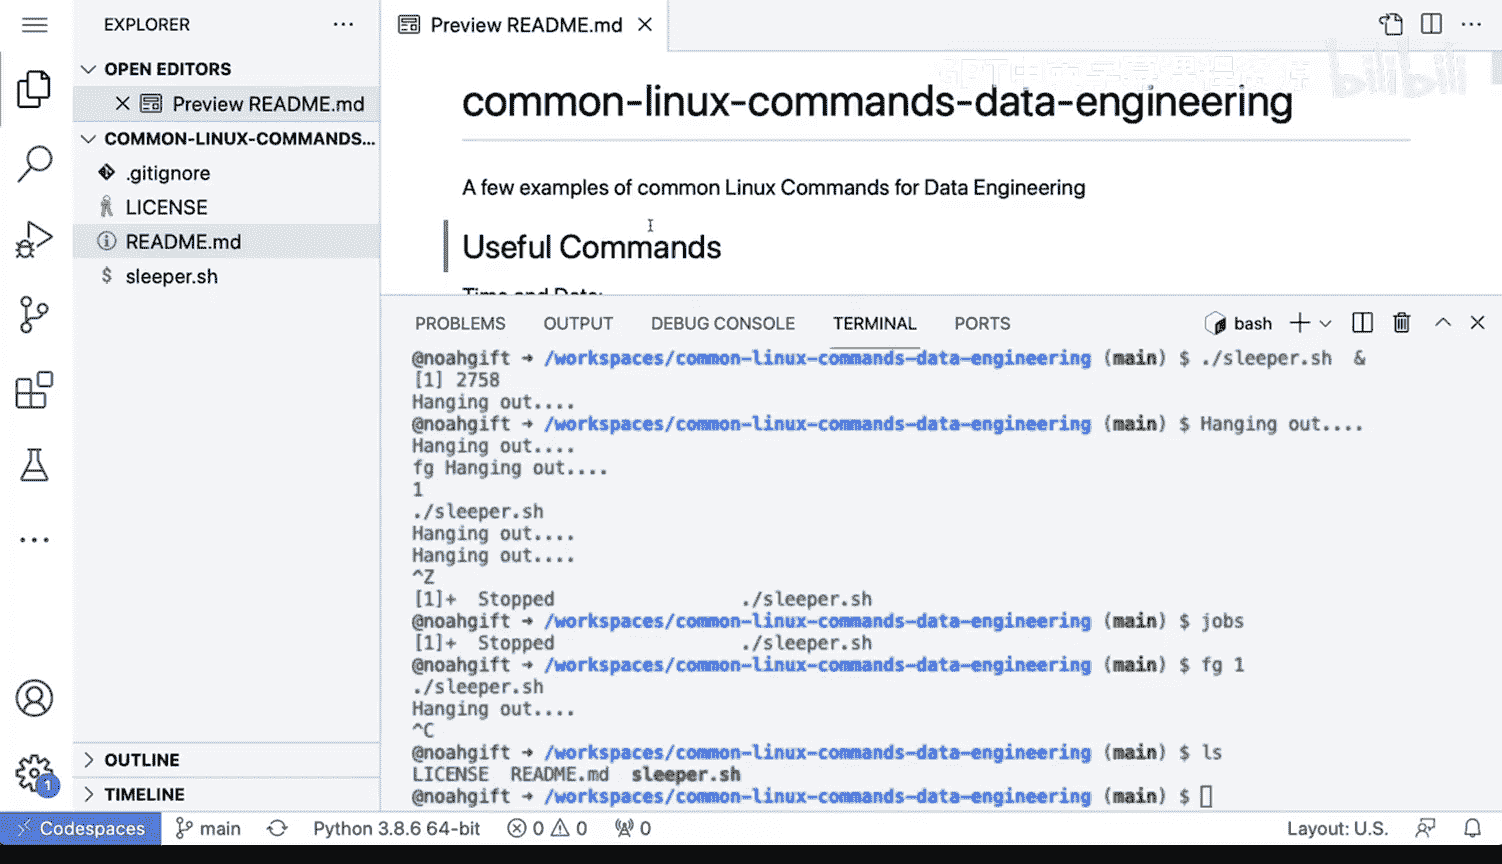 EXPLORER
Preview README.md
OPEN EDITORS
Preview README.md
COMMON-LINUX-COMMANDS...
.gitignore
LICENSE
README.md
sleeper.sh
OUTLINE
TIMELINE
bilibili
common-linux-commands-data-engineering
A few examples of common Linux Commands for Data Engineering
Useful Commands
Time and Date:
PROBLEMS OUTPUT DEBUG CONSOLE TERMINAL PORTS bash
@noahgift → /workspaces/common-linux-commands-data-engineering (main) $ ./sleeper.sh  &
[1] 2758
Hanging out....
@noahgift → /workspaces/common-linux-commands-data-engineering (main) $ Hanging out....
Hanging out....
fg Hanging out....
1
./sleeper.sh
Hanging out....
Hanging out....
^Z
[1]+  Stopped                 ./sleeper.sh
@noahgift → /workspaces/common-linux-commands-data-engineering (main) $ jobs
[1]+  Stopped                 ./sleeper.sh
@noahgift → /workspaces/common-linux-commands-data-engineering (main) $ fg 1
./sleeper.sh
Hanging out....
^C
@noahgift → /workspaces/common-linux-commands-data-engineering (main) $ ls
LICENSE  README.md  sleeper.sh
@noahgift → /workspaces/common-linux-commands-data-engineering (main) $
1
Codespaces main Python 3.8.6 64-bit 0 0 0 Layout: U.S.